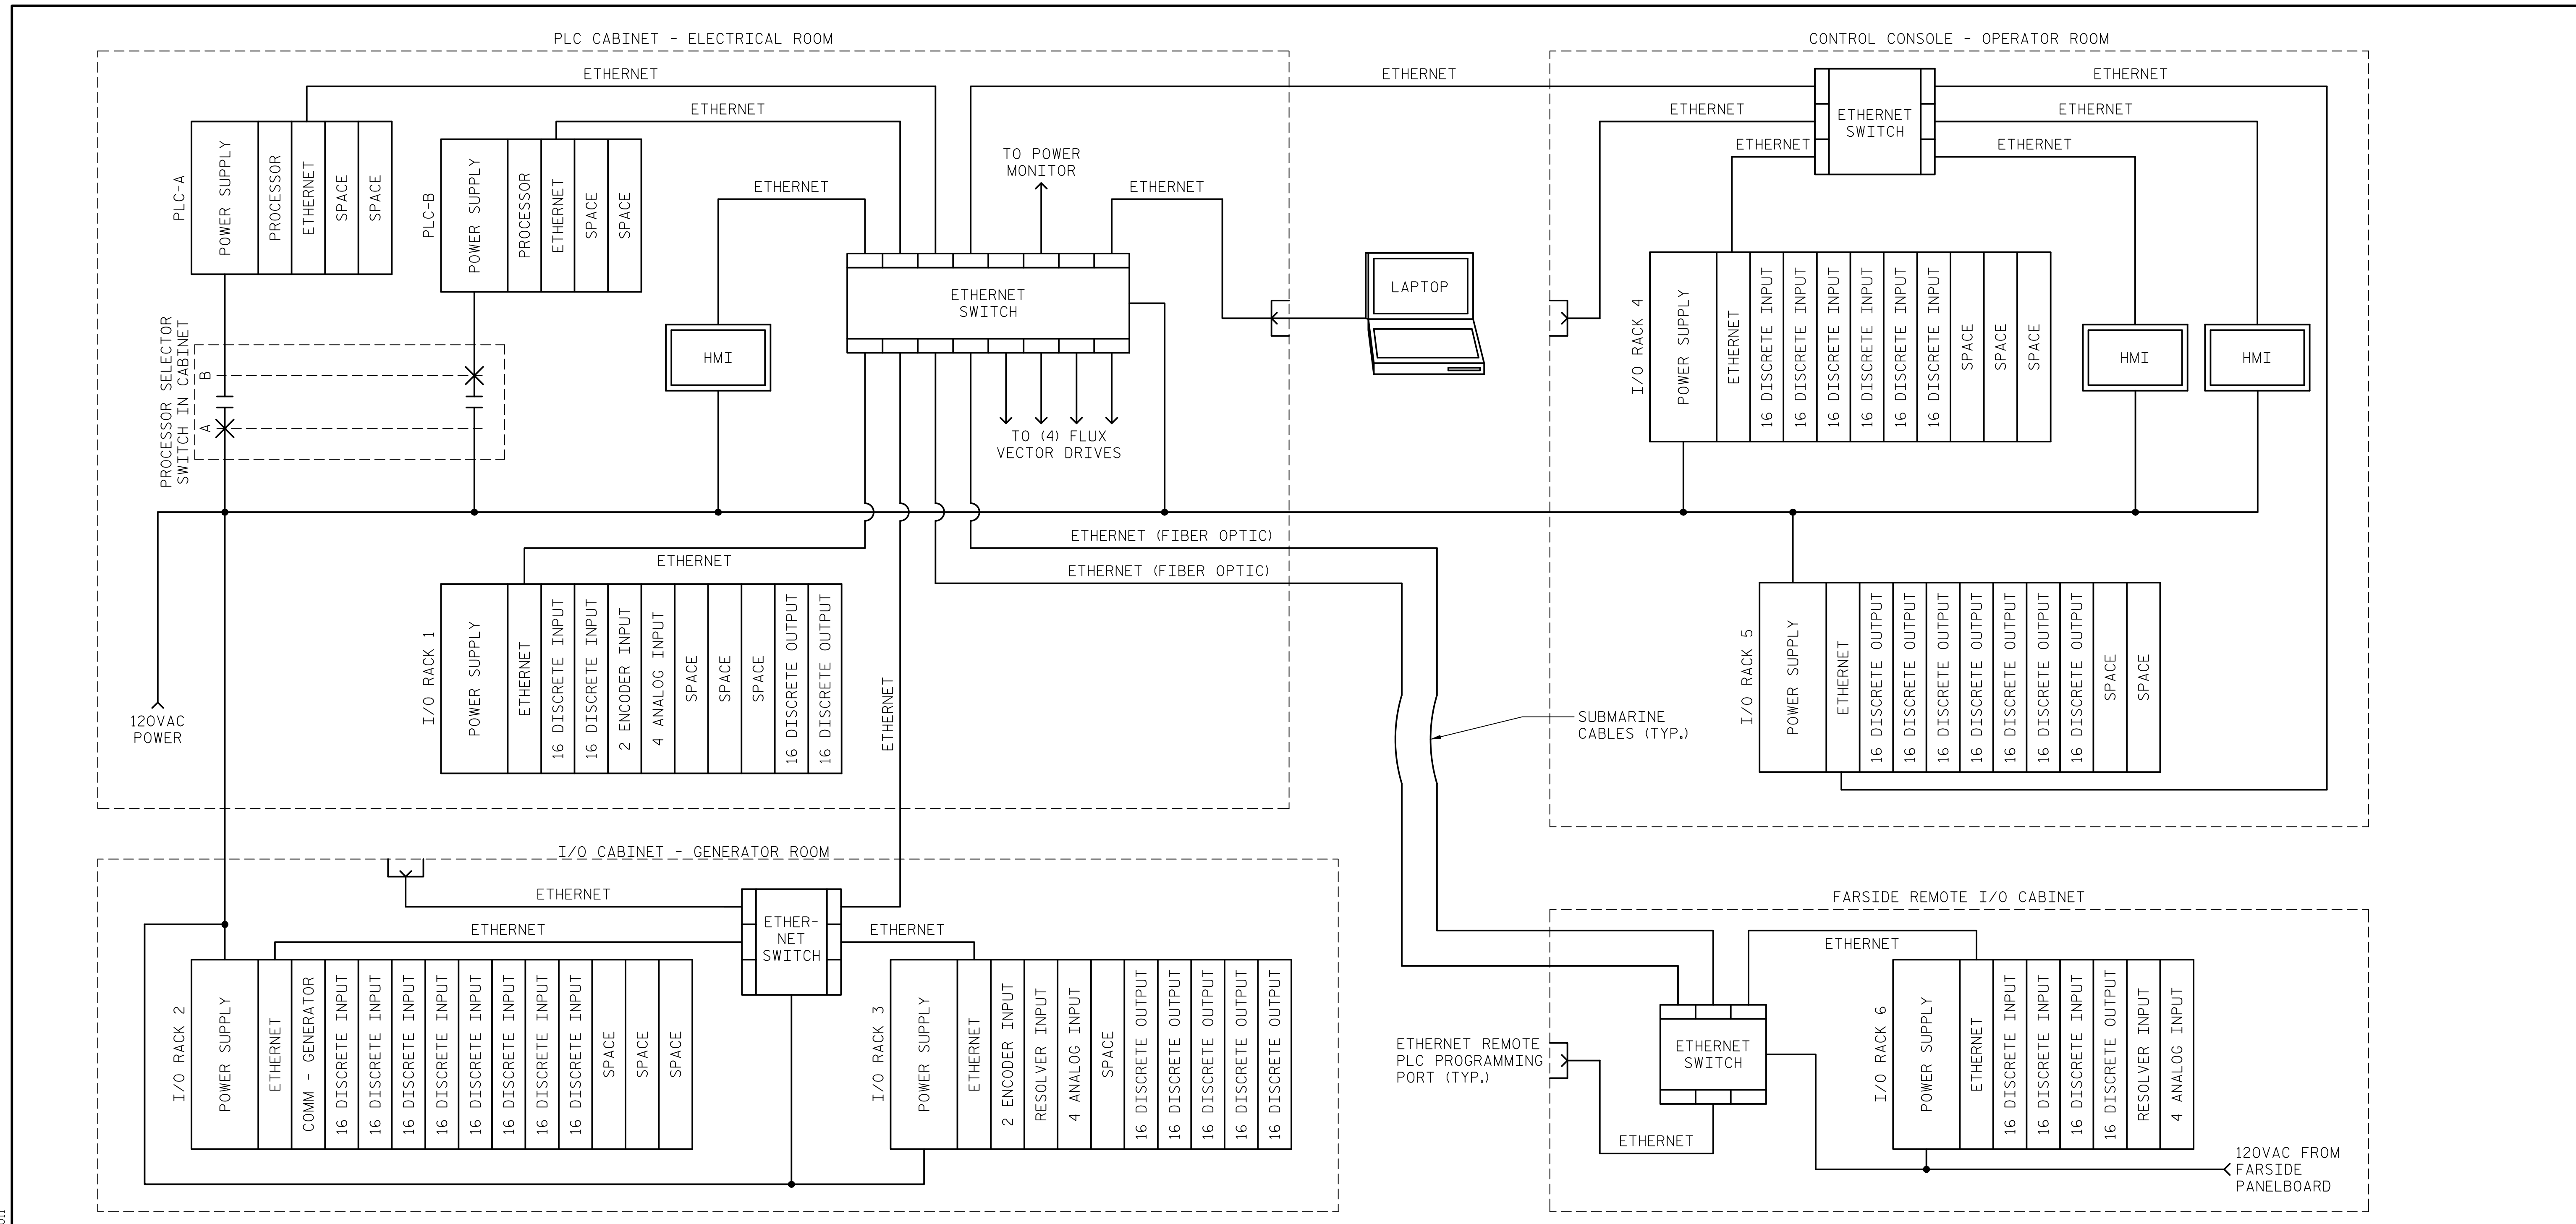 PLC CABINET - ELECTRICAL ROOM
ETHERNET
ETHERNET
PLC-A
POWER SUPPLY
PROCESSOR
ETHERNET
SPACE
SPACE
PLC-B
POWER SUPPLY
PROCESSOR
ETHERNET
SPACE
SPACE
ETHERNET
TO POWER
MONITOR
ETHERNET
ETHERNET
SWITCH
HMI
PROCESSOR SELECTOR
SWITCH IN CABINET
B
A
TO (4) FLUX
VECTOR DRIVES
ETHERNET (FIBER OPTIC)
ETHERNET (FIBER OPTIC)
ETHERNET
I/O RACK 1
POWER SUPPLY
ETHERNET
16 DISCRETE INPUT
16 DISCRETE INPUT
2 ENCODER INPUT
4 ANALOG INPUT
SPACE
SPACE
SPACE
16 DISCRETE OUTPUT
16 DISCRETE OUTPUT
ETHERNET
120VAC
POWER
ETHERNET
LAPTOP
SUBMARINE
CABLES (TYP.)
CONTROL CONSOLE - OPERATOR ROOM
ETHERNET
ETHERNET
ETHERNET
SWITCH
ETHERNET
ETHERNET
ETHERNET
I/O RACK 4
POWER SUPPLY
ETHERNET
16 DISCRETE INPUT
16 DISCRETE INPUT
16 DISCRETE INPUT
16 DISCRETE INPUT
16 DISCRETE INPUT
16 DISCRETE INPUT
SPACE
SPACE
SPACE
HMI
HMI
I/O RACK 5
POWER SUPPLY
ETHERNET
16 DISCRETE OUTPUT
16 DISCRETE OUTPUT
16 DISCRETE OUTPUT
16 DISCRETE OUTPUT
16 DISCRETE OUTPUT
16 DISCRETE OUTPUT
16 DISCRETE OUTPUT
SPACE
SPACE
I/O CABINET - GENERATOR ROOM
ETHERNET
ETHERNET
ETHER-
NET
SWITCH
ETHERNET
I/O RACK 2
POWER SUPPLY
ETHERNET
COMM - GENERATOR
16 DISCRETE INPUT
16 DISCRETE INPUT
16 DISCRETE INPUT
16 DISCRETE INPUT
16 DISCRETE INPUT
16 DISCRETE INPUT
16 DISCRETE INPUT
16 DISCRETE INPUT
SPACE
SPACE
SPACE
I/O RACK 3
POWER SUPPLY
ETHERNET
2 ENCODER INPUT
RESOLVER INPUT
4 ANALOG INPUT
SPACE
16 DISCRETE OUTPUT
16 DISCRETE OUTPUT
16 DISCRETE OUTPUT
16 DISCRETE OUTPUT
16 DISCRETE OUTPUT
FARSIDE REMOTE I/O CABINET
ETHERNET
ETHERNET REMOTE
PLC PROGRAMMING
PORT (TYP.)
ETHERNET
SWITCH
ETHERNET
I/O RACK 6
POWER SUPPLY
ETHERNET
16 DISCRETE INPUT
16 DISCRETE INPUT
16 DISCRETE INPUT
16 DISCRETE OUTPUT
RESOLVER INPUT
4 ANALOG INPUT
120VAC FROM
FARSIDE
PANELBOARD